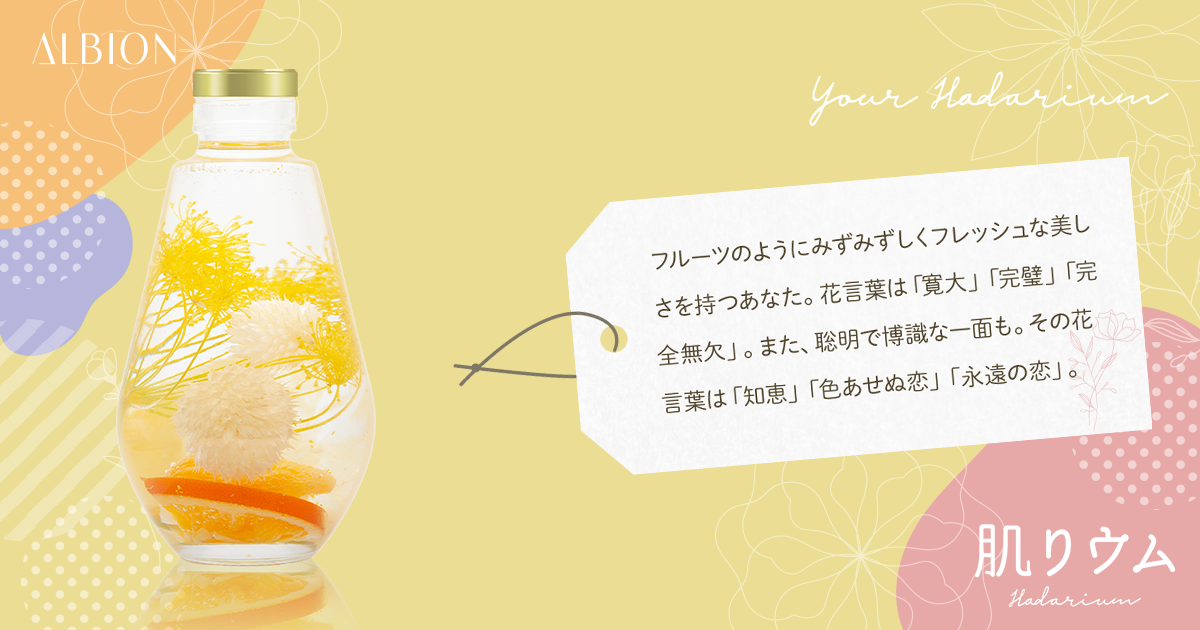 ALBION
Your Hadarium
フルーツのようにみずみずしくフレッシュな美し
さを持つあなた。花言葉は「寛大」「完璧」「完
全無欠」。また、聡明で博識な一面も。その花
言葉は「知恵」「色あせぬ恋」「永遠の恋」。
肌りウム
Hadarium